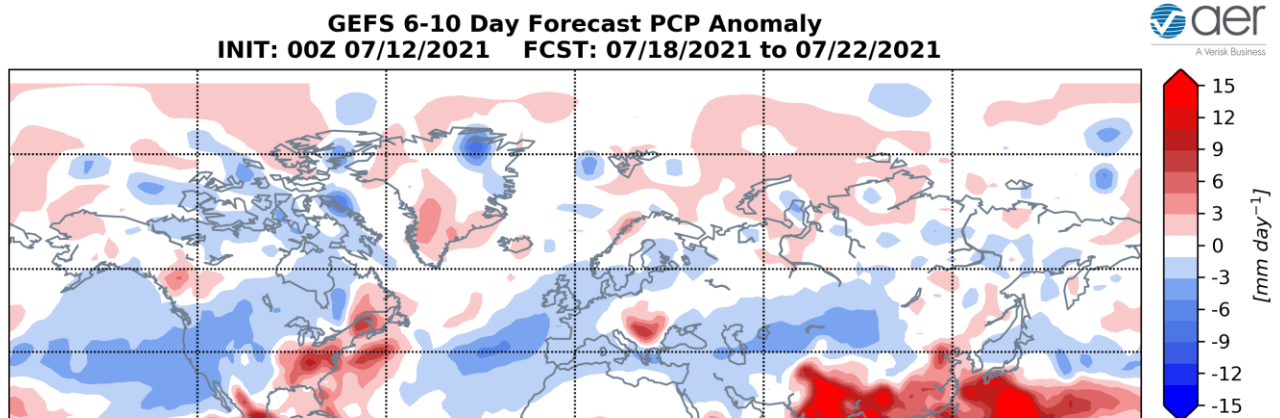 GEFS 6-10 Day Forecast PCP Anomaly
INIT: 00Z 07/12/2021 FCST: 07/18/2021 to 07/22/2021
aer
A Verisk Business
15
12
9
6
3
0
-3
-6
-9
-12
-15
[mm day⁻¹]